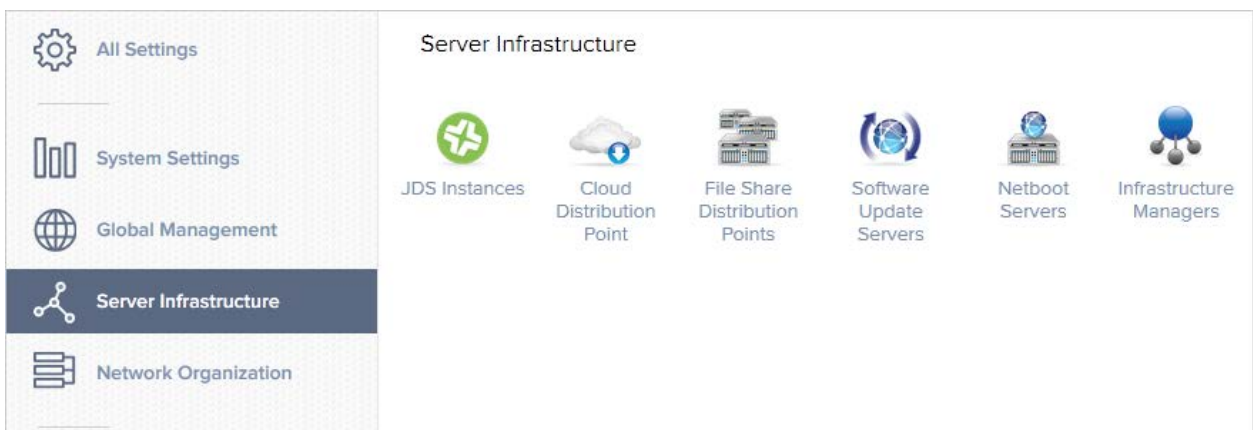 All Settings
System Settings
Global Management
Server Infrastructure
Network Organization
Server Infrastructure
JDS Instances
Cloud
Distribution
Point
File Share
Distribution
Points
Software
Update
Servers
Netboot
Servers
Infrastructure
Managers